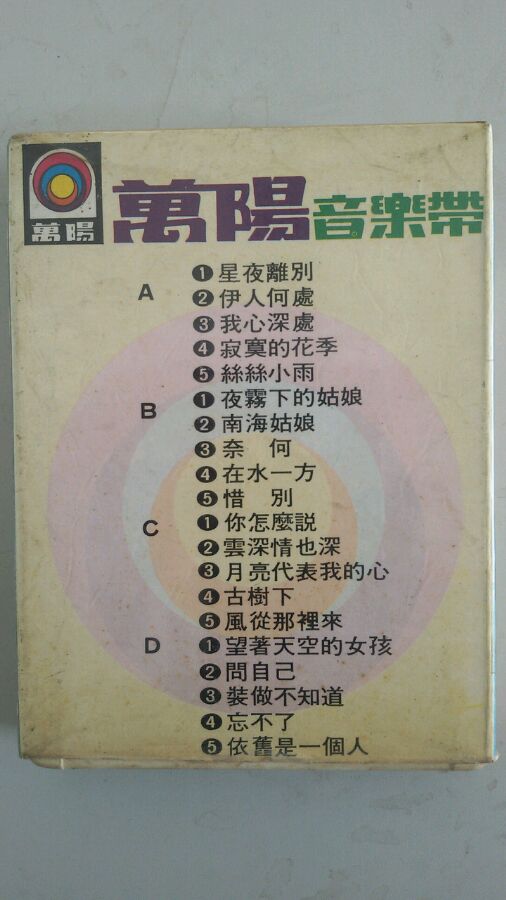 萬陽
萬陽音樂帶
A
❶星夜離別
❷伊人何處
❸我心深處
❹寂寞的花季
❺絲絲小雨
B
❶夜霧下的姑娘
❷南海姑娘
❸奈 何
❹在水一方
❺惜 別
C
❶你怎麼説
❷雲深情也深
❸月亮代表我的心
❹古樹下
❺風從那裡來
D
❶望著天空的女孩
❷問自己
❸裝做不知道
❹忘不了
❺依舊是一個人